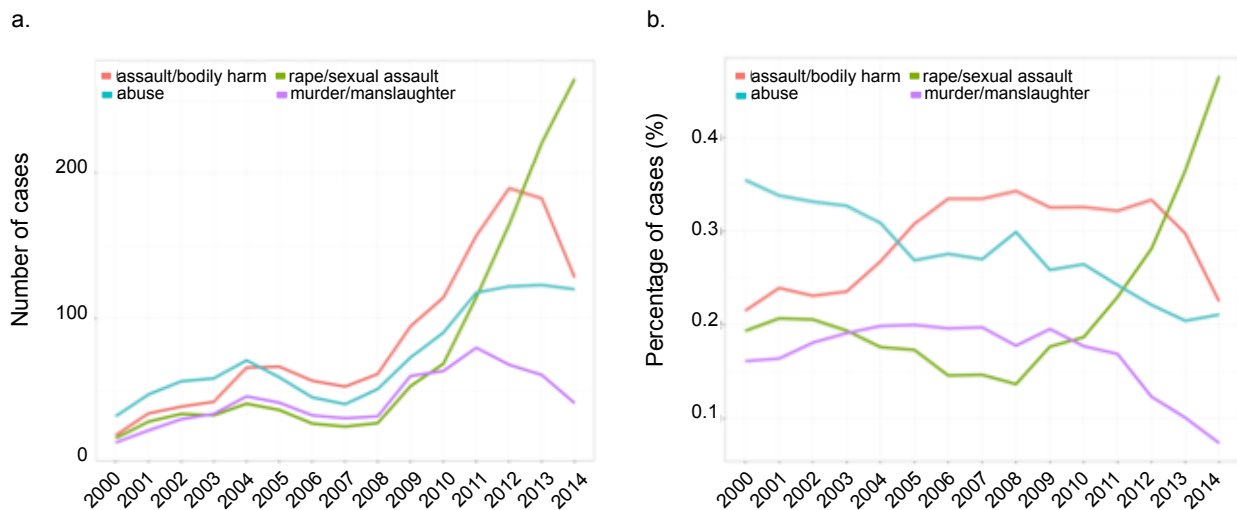 a.
assault/bodily harm rape/sexual assault
abuse murder/manslaughter
Number of cases
200
100
0
2000 2001 2002 2003 2004 2005 2006 2007 2008 2009 2010 2011 2012 2013 2014
b.
assault/bodily harm rape/sexual assault
abuse murder/manslaughter
Percentage of cases (%)
0.4
0.3
0.2
0.1
2000 2001 2002 2003 2004 2005 2006 2007 2008 2009 2010 2011 2012 2013 2014